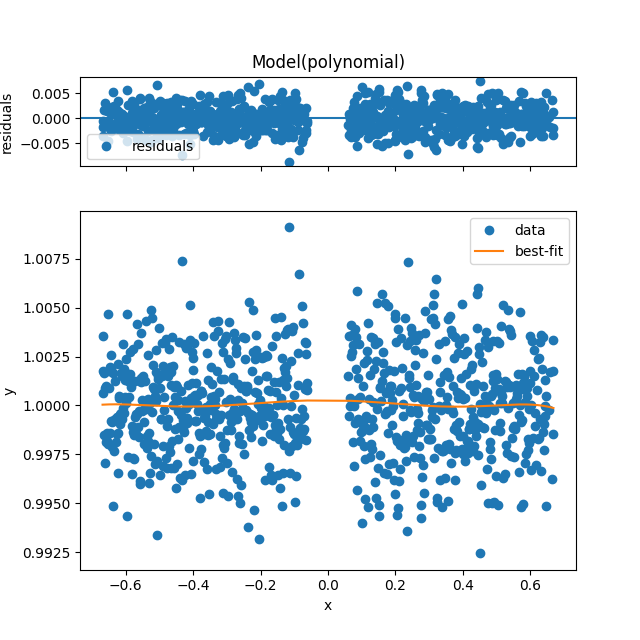 Model(polynomial)
residuals
0.005
0.000
−0.005
residuals
y
1.0075
1.0050
1.0025
1.0000
0.9975
0.9950
0.9925
data
best-fit
−0.6 −0.4 −0.2 0.0 0.2 0.4 0.6
x